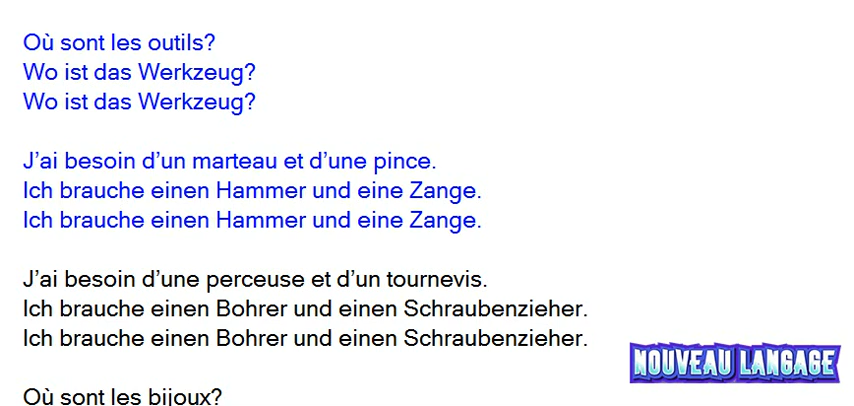 Où sont les outils?
Wo ist das Werkzeug?
Wo ist das Werkzeug?
J’ai besoin d’un marteau et d’une pince.
Ich brauche einen Hammer und eine Zange.
Ich brauche einen Hammer und eine Zange.
J’ai besoin d’une perceuse et d’un tournevis.
Ich brauche einen Bohrer und einen Schraubenzieher.
Ich brauche einen Bohrer und einen Schraubenzieher.
NOUVEAU LANGAGE
Où sont les bijoux?